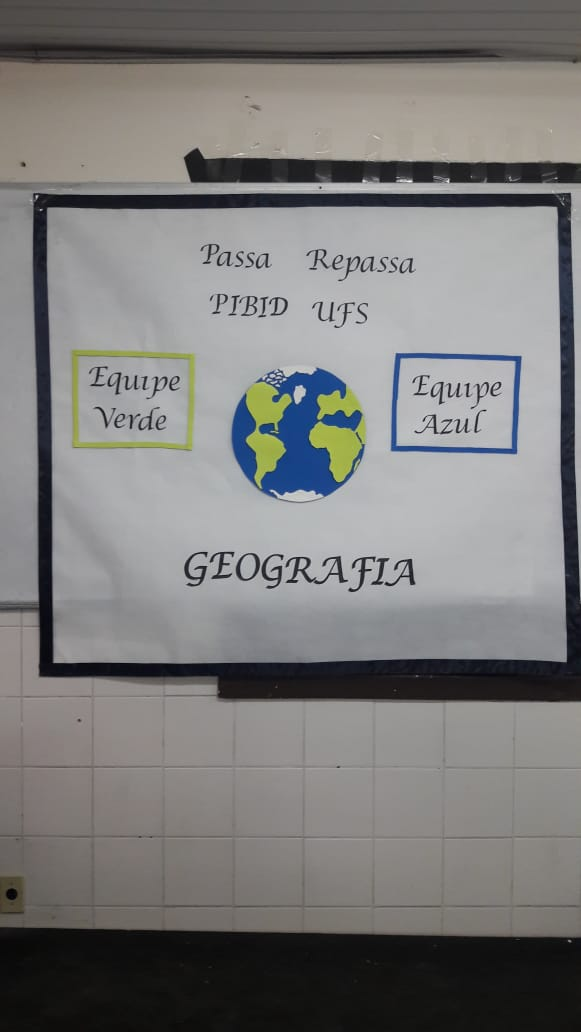 Passa Repassa
PIBID UFS
Equipe
Verde
Equipe
Azul
GEOGRAFIA